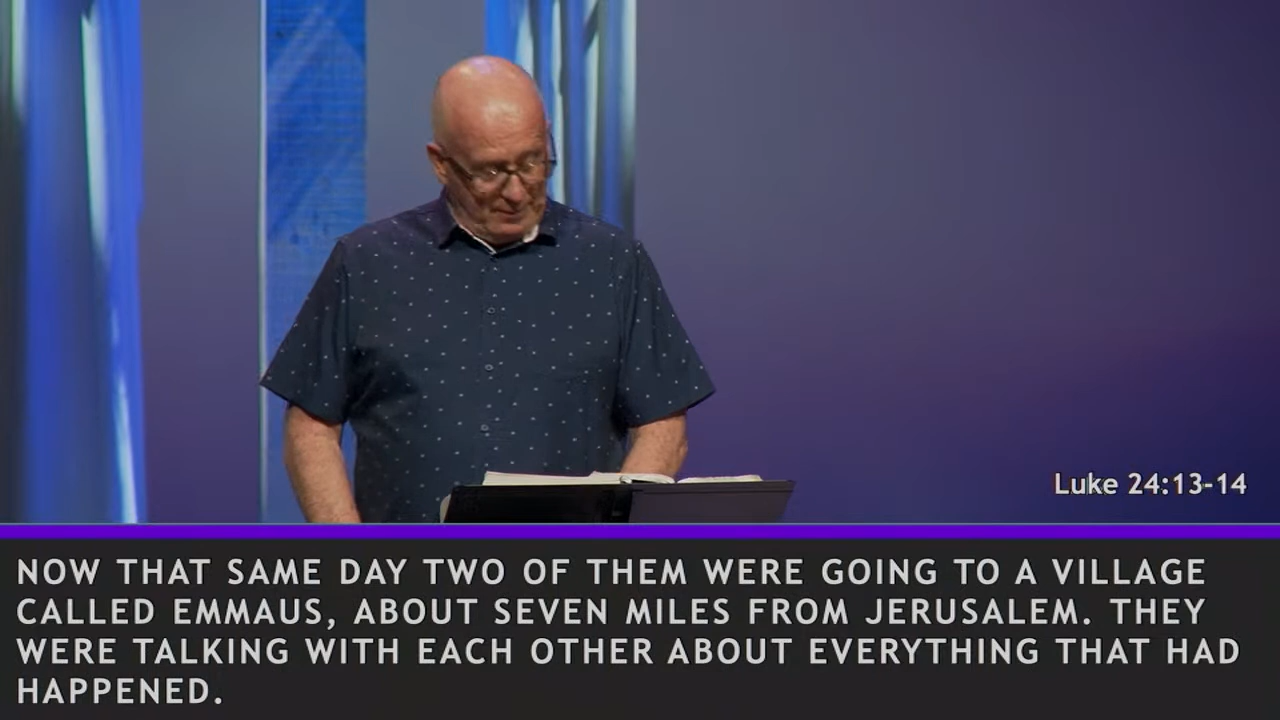 Luke 24:13-14
NOW THAT SAME DAY TWO OF THEM WERE GOING TO A VILLAGE
CALLED EMMAUS, ABOUT SEVEN MILES FROM JERUSALEM. THEY
WERE TALKING WITH EACH OTHER ABOUT EVERYTHING THAT HAD
HAPPENED.